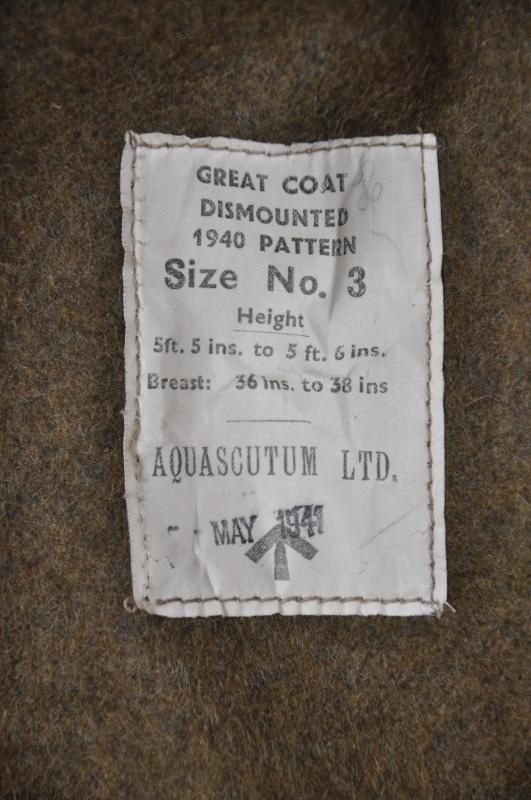 GREAT COAT
DISMOUNTED
1940 PATTERN
Size No. 3
Height
5ft. 5 ins. to 5 ft. 6 ins.
Breast: 36 ins. to 38 ins
AQUASCUTUM LTD.
MAY 1941